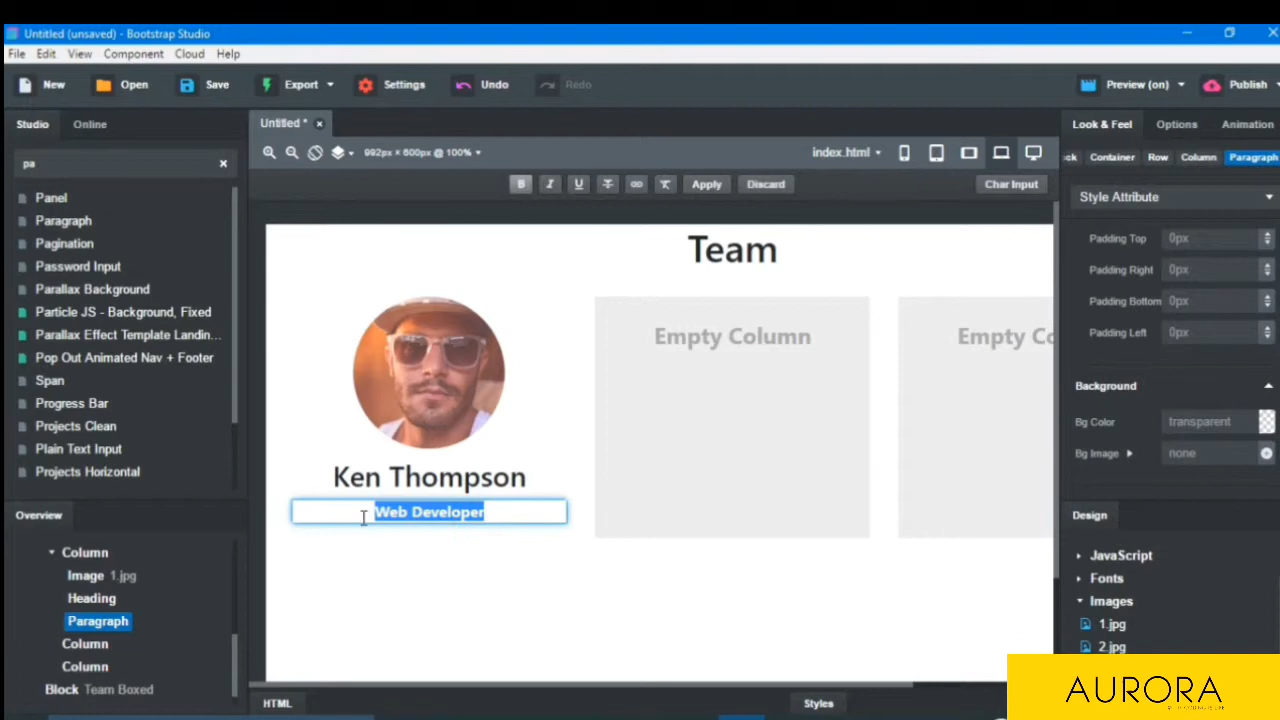 Untitled (unsaved) - Bootstrap Studio
File Edit View Component Cloud Help
New Open Save Export Settings Undo Redo Preview (on) Publish
Studio Online
Untitled *
Look & Feel Options Animation
992px × 600px @ 100%
index.html
pa
ck Container Row Column Paragraph
B I U T Apply Discard Char Input
Style Attribute
Panel
Paragraph
Pagination
Password Input
Parallax Background
Particle JS - Background, Fixed
Parallax Effect Template Landin...
Pop Out Animated Nav + Footer
Span
Progress Bar
Projects Clean
Plain Text Input
Projects Horizontal
Team
Ken Thompson
Web Developer
Empty Column
Empty Co
Padding Top 0px
Padding Right 0px
Padding Bottom 0px
Padding Left 0px
Background
Bg Color transparent
Bg Image none
Overview
Column
Image 1.jpg
Heading
Paragraph
Column
Column
Block Team Boxed
Design
JavaScript
Fonts
Images
1.jpg
2.jpg
HTML
Styles
AURORA